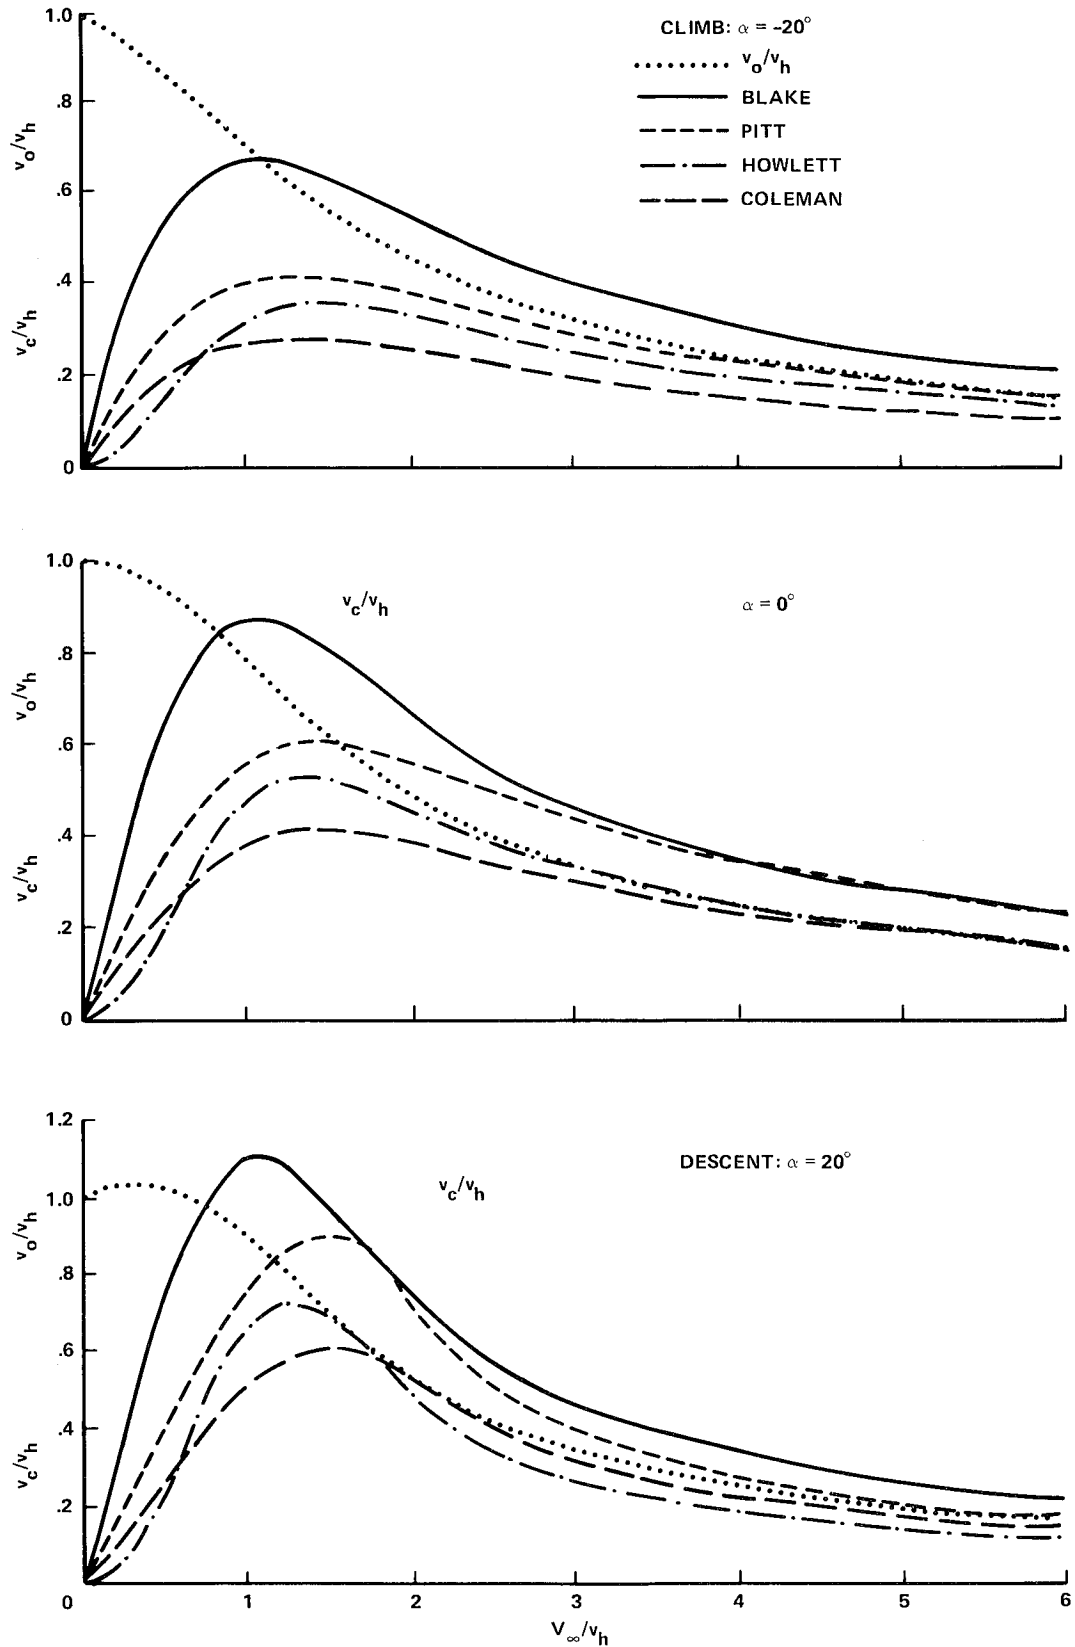 CLIMB: α = -20°
v_o/v_h
BLAKE
PITT
HOWLETT
COLEMAN
1.0
.8
.6
.4
.2
0
v_o/v_h
v_c/v_h
v_c/v_h
α = 0°
1.0
.8
.6
.4
.2
0
v_o/v_h
v_c/v_h
v_c/v_h
DESCENT: α = 20°
1.2
1.0
.8
.6
.4
.2
v_o/v_h
v_c/v_h
0 1 2 3 4 5 6
V_∞/v_h